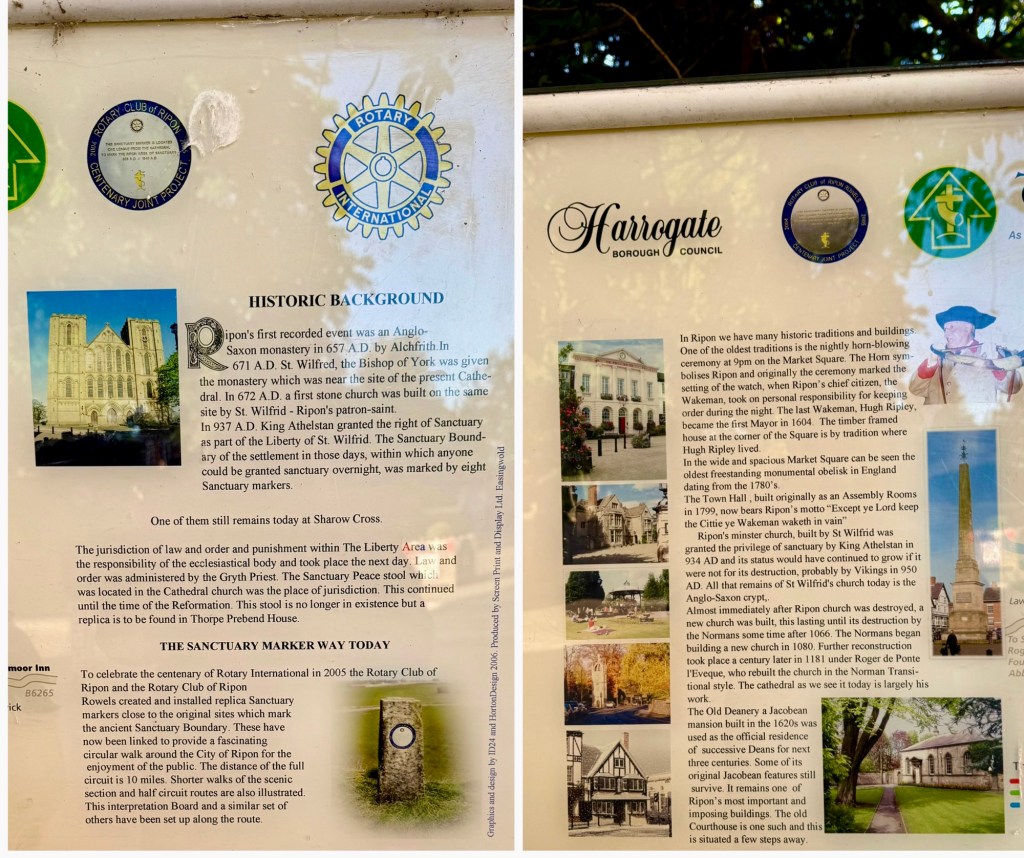 ROTARY CLUB of RIPON
2004
CENTENARY JOINT PROJECT
ROTARY
INTERNATIONAL
HISTORIC BACKGROUND
Ripon's first recorded event was an Anglo-
Saxon monastery in 657 A.D. by Alchfrith.In
671 A.D. St. Wilfred, the Bishop of York was given
the monastery which was near the site of the present Cathe-
dral. In 672 A.D. a first stone church was built on the same
site by St. Wilfrid - Ripon's patron-saint.
In 937 A.D. King Athelstan granted the right of Sanctuary
as part of the Liberty of St. Wilfrid. The Sanctuary Bound-
ary of the settlement in those days, within which anyone
could be granted sanctuary overnight, was marked by eight
Sanctuary markers.
One of them still remains today at Sharow Cross.
The jurisdiction of law and order and punishment within The Liberty Area was
the responsibility of the ecclesiastical body and took place the next day. Law and
order was administered by the Gryth Priest. The Sanctuary Peace stool which
was located in the Cathedral church was the place of jurisdiction. This continued
until the time of the Reformation. This stool is no longer in existence but a
replica is to be found in Thorpe Prebend House.
THE SANCTUARY MARKER WAY TODAY
To celebrate the centenary of Rotary International in 2005 the Rotary Club of
Ripon and the Rotary Club of Ripon
Rowels created and installed replica Sanctuary
markers close to the original sites which mark
the ancient Sanctuary Boundary. These have
now been linked to provide a fascinating
circular walk around the City of Ripon for the
enjoyment of the public. The distance of the full
circuit is 10 miles. Shorter walks of the scenic
section and half circuit routes are also illustrated.
This interpretation Board and a similar set of
others have been set up along the route.
Graphics and design by ID24 and HortonDesign 2006. Produced by Screen Print and Display Ltd. Easingwold
moor Inn
B6265
rick
Harrogate
BOROUGH COUNCIL
ROTARY CLUB of RIPON ROWELS
CENTENARY JOINT PROJECT
As
In Ripon we have many historic traditions and buildings
One of the oldest traditions is the nightly horn-blowing
ceremony at 9pm on the Market Square. The Horn sym-
bolises Ripon and originally the ceremony marked the
setting of the watch, when Ripon's chief citizen, the
Wakeman, took on personal responsibility for keeping
order during the night. The last Wakeman, Hugh Ripley,
became the first Mayor in 1604 The timber framed
house at the corner of the Square is by tradition where
Hugh Ripley lived.
In the wide and spacious Market Square can be seen the
oldest freestanding monumental obelisk in England
dating from the 1780's.
The Town Hall , built originally as an Assembly Rooms
in 1799, now bears Ripon's motto "Except ye Lord keep
the Cittie ye Wakeman waketh in vain"
Ripon's minster church, built by St Wilfrid was
granted the privilege of sanctuary by King Athelstan in
934 AD and its status would have continued to grow if it
were not for its destruction, probably by Vikings in 950
AD. All that remains of St Wilfrid's church today is the
Anglo-Saxon crypt,.
Almost immediately after Ripon church was destroyed, a
new church was built, this lasting until its destruction by
the Normans some time after 1066. The Normans began
building a new church in 1080. Further reconstruction
took place a century later in 1181 under Roger de Ponte
l'Eveque, who rebuilt the church in the Norman Transi-
tional style. The cathedral as we see it today is largely his
work.
The Old Deanery a Jacobean
mansion built in the 1620s was
used as the official residence
of successive Deans for next
three centuries. Some of its
original Jacobean features still
survive. It remains one of
Ripon's most important and
imposing buildings. The old
Courthouse is one such and this
is situated a few steps away.